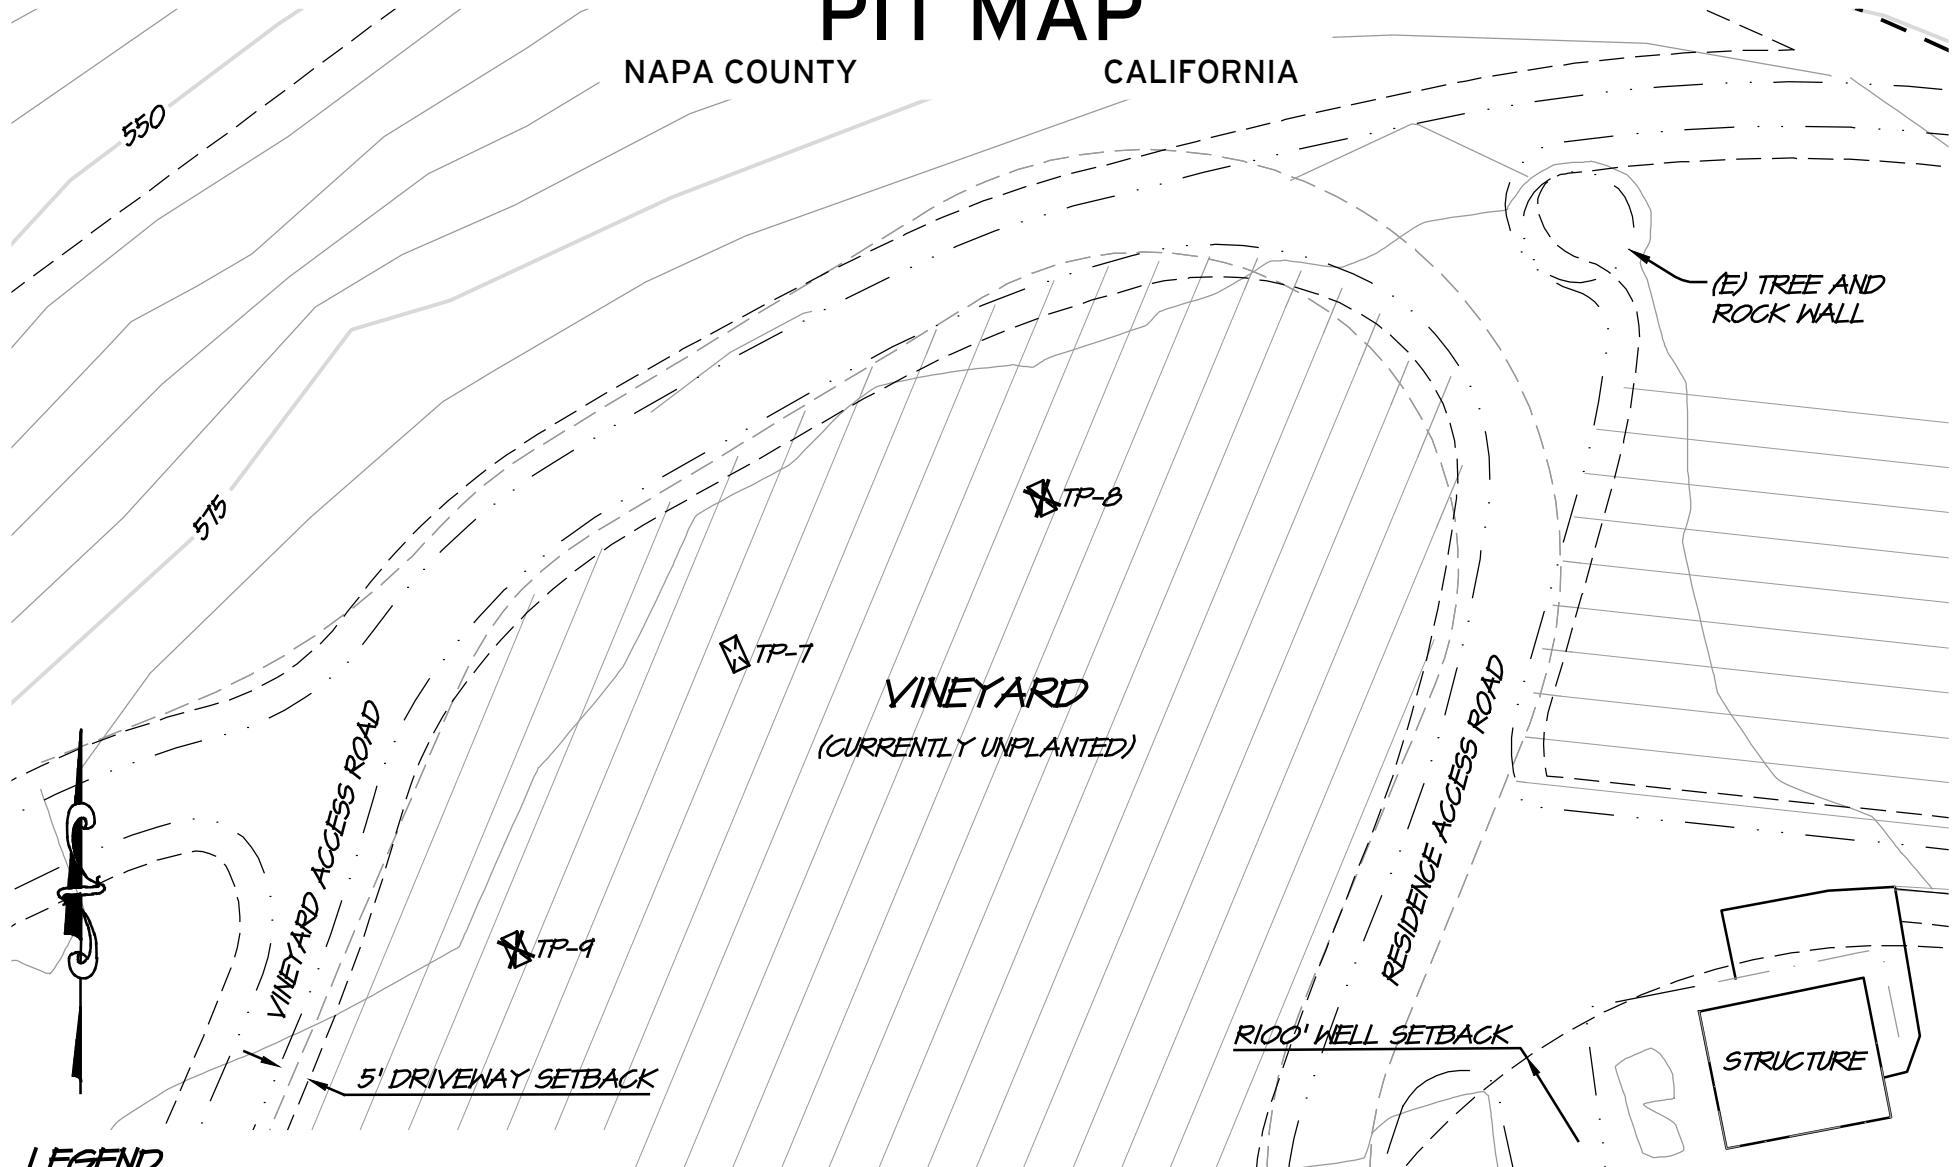 PIT MAP
NAPA COUNTY CALIFORNIA
550
(E) TREE AND
ROCK WALL
575
TP-8
TP-7
VINEYARD
(CURRENTLY UNPLANTED)
VINEYARD ACCESS ROAD
RESIDENCE ACCESS ROAD
TP-9
R100' WELL SETBACK
STRUCTURE
5' DRIVEWAY SETBACK
LEGEND